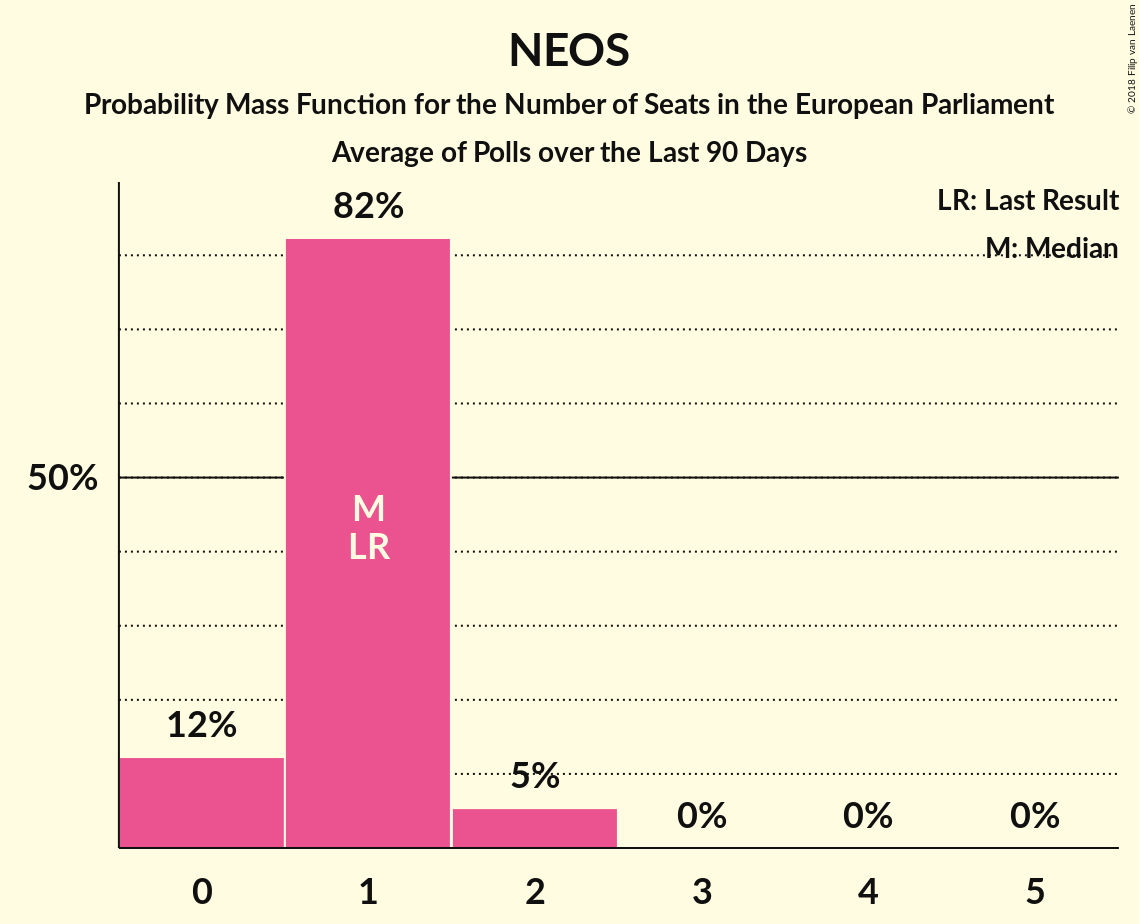 NEOS
Probability Mass Function for the Number of Seats in the European Parliament
Average of Polls over the Last 90 Days
© 2018 Filip van Laenen
LR: Last Result
M: Median
82%
50%
M
LR
12%
5%
0%
0%
0%
0
1
2
3
4
5